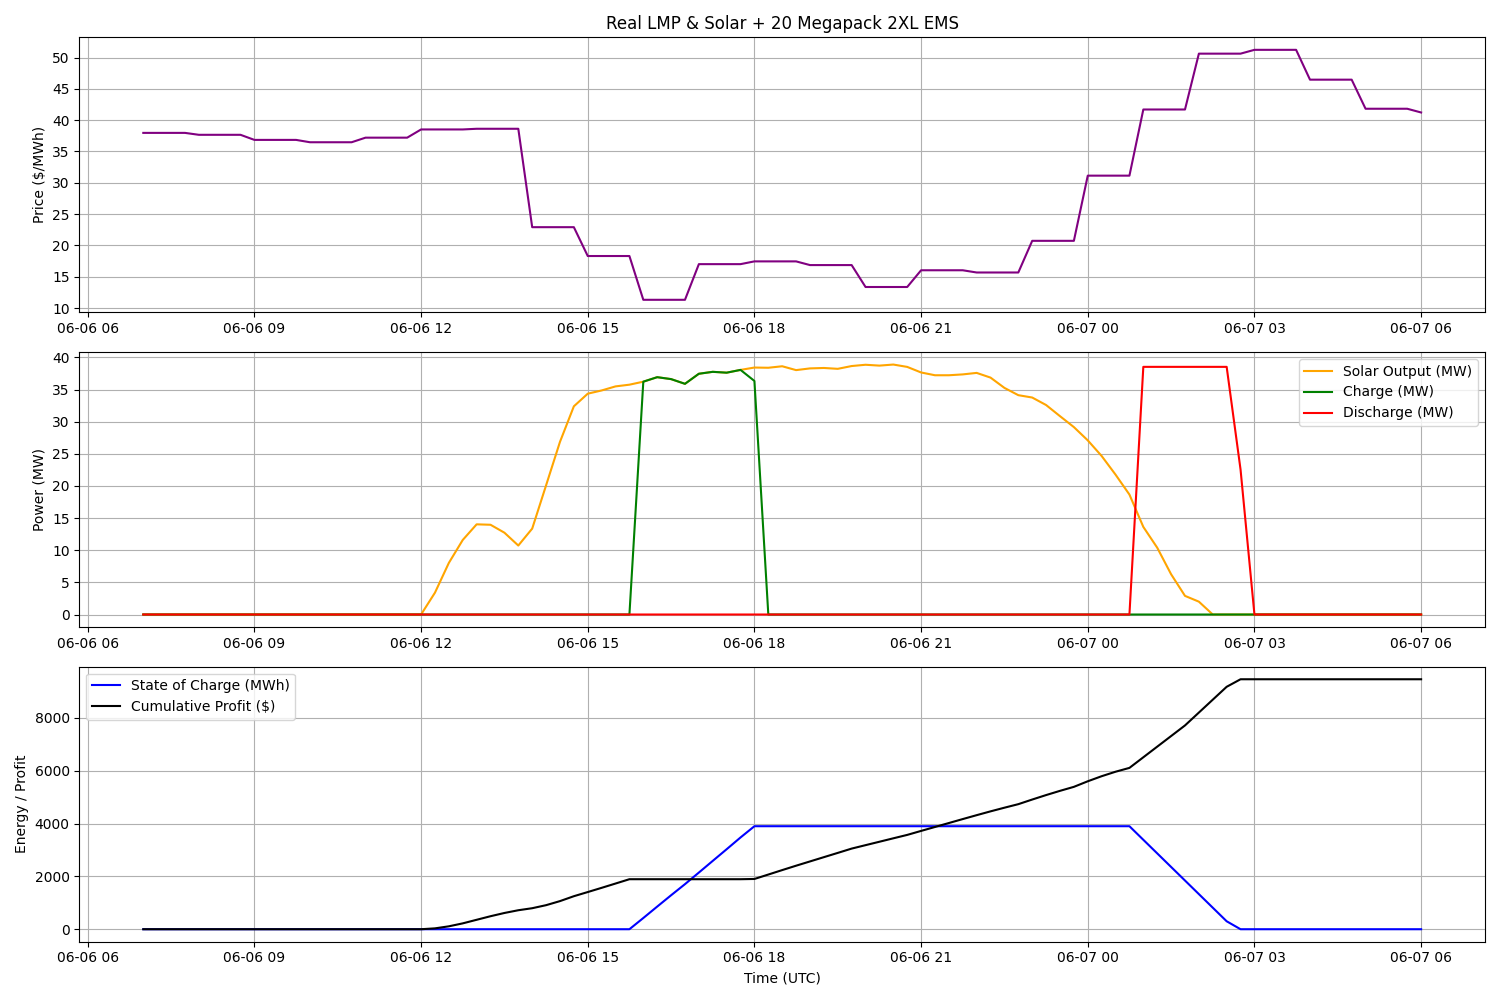 Real LMP & Solar + 20 Megapack 2XL EMS
Price ($/MWh)
50
45
40
35
30
25
20
15
10
06-06 06 06-06 09 06-06 12 06-06 15 06-06 18 06-06 21 06-07 00 06-07 03 06-07 06
Power (MW)
40
35
30
25
20
15
10
5
0
Solar Output (MW)
Charge (MW)
Discharge (MW)
06-06 06 06-06 09 06-06 12 06-06 15 06-06 18 06-06 21 06-07 00 06-07 03 06-07 06
Energy / Profit
8000
6000
4000
2000
0
State of Charge (MWh)
Cumulative Profit ($)
06-06 06 06-06 09 06-06 12 06-06 15 06-06 18 06-06 21 06-07 00 06-07 03 06-07 06
Time (UTC)